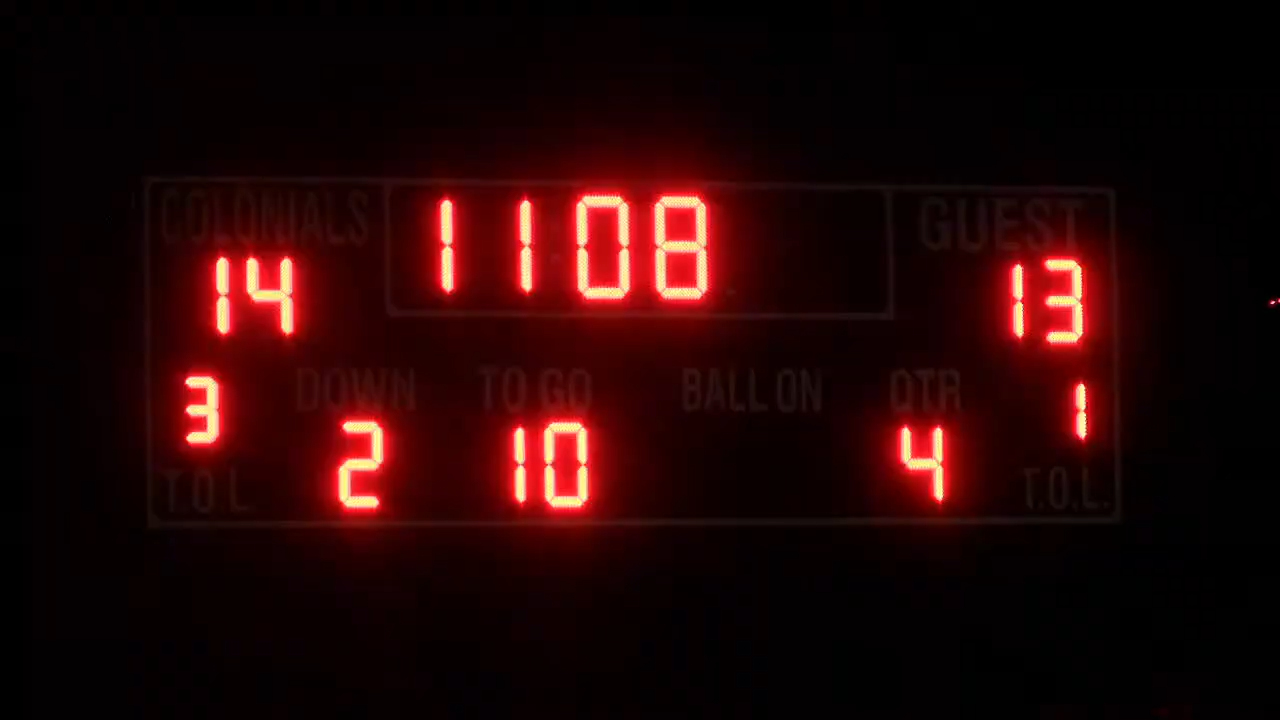 COLONIALS 1108 GUEST
14 13
3 DOWN TO GO BALL ON QTR 1
2 10 4
T.O.L. T.O.L.